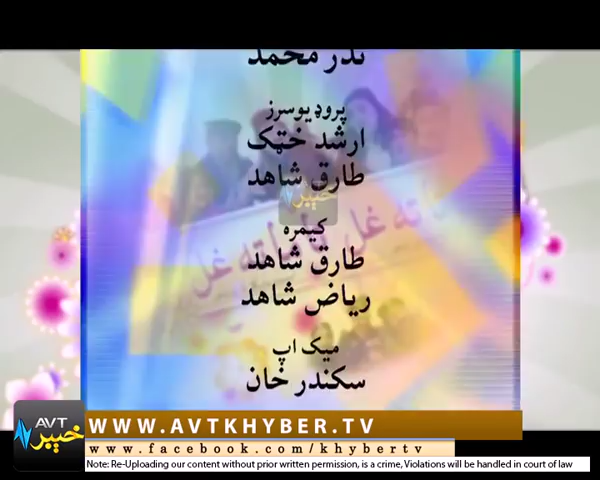 نذر محمد
پروډیوسرز
ارشد خټک
طارق شاهد
کیمره
طارق شاهد
ریاض شاهد
میک اپ
سکندر خان
AVT
خیبر
WWW.AVTKHYBER.TV
www.facebook.com/khybertv
Note: Re-Uploading our content without prior written permission, is a crime, Violations will be handled in court of law